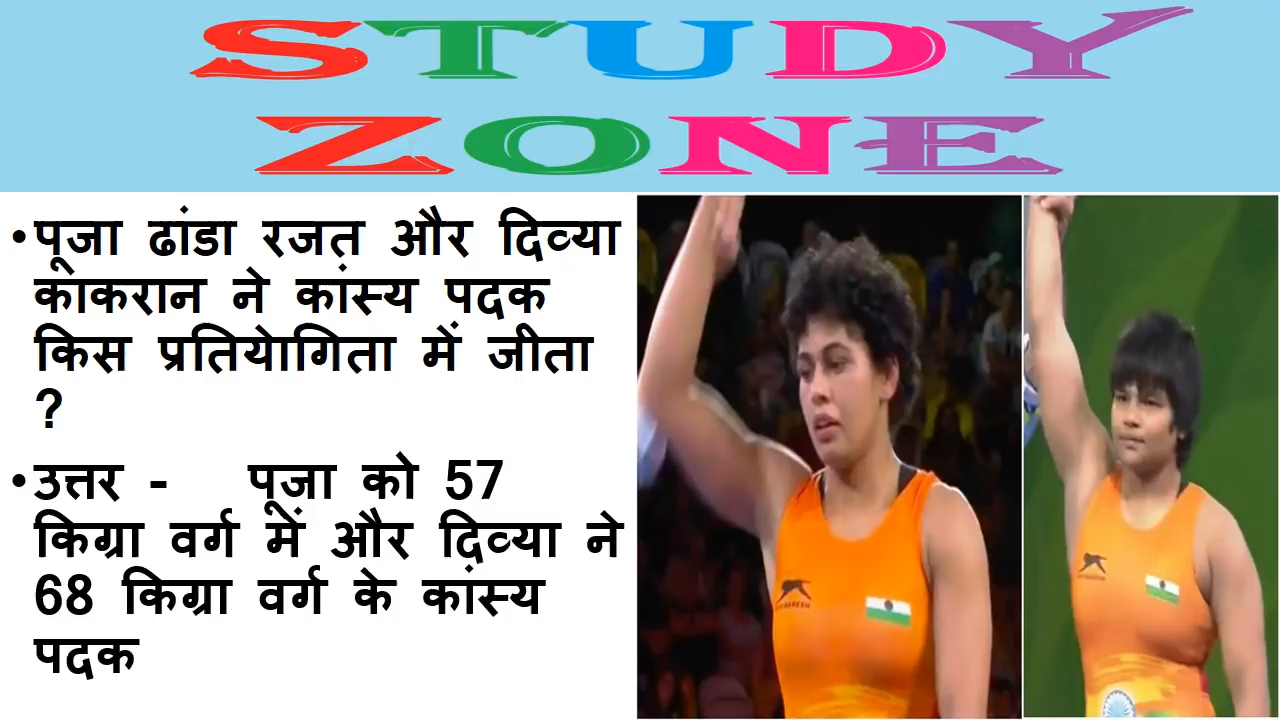 STUDY
ZONE
•पूजा ढांडा रजत और दिव्या
काकरान ने कांस्य पदक
किस प्रतियेागिता में जीता
?
•उत्तर - पूजा को 57
किग्रा वर्ग में और दिव्या ने
68 किग्रा वर्ग के कांस्य
पदक